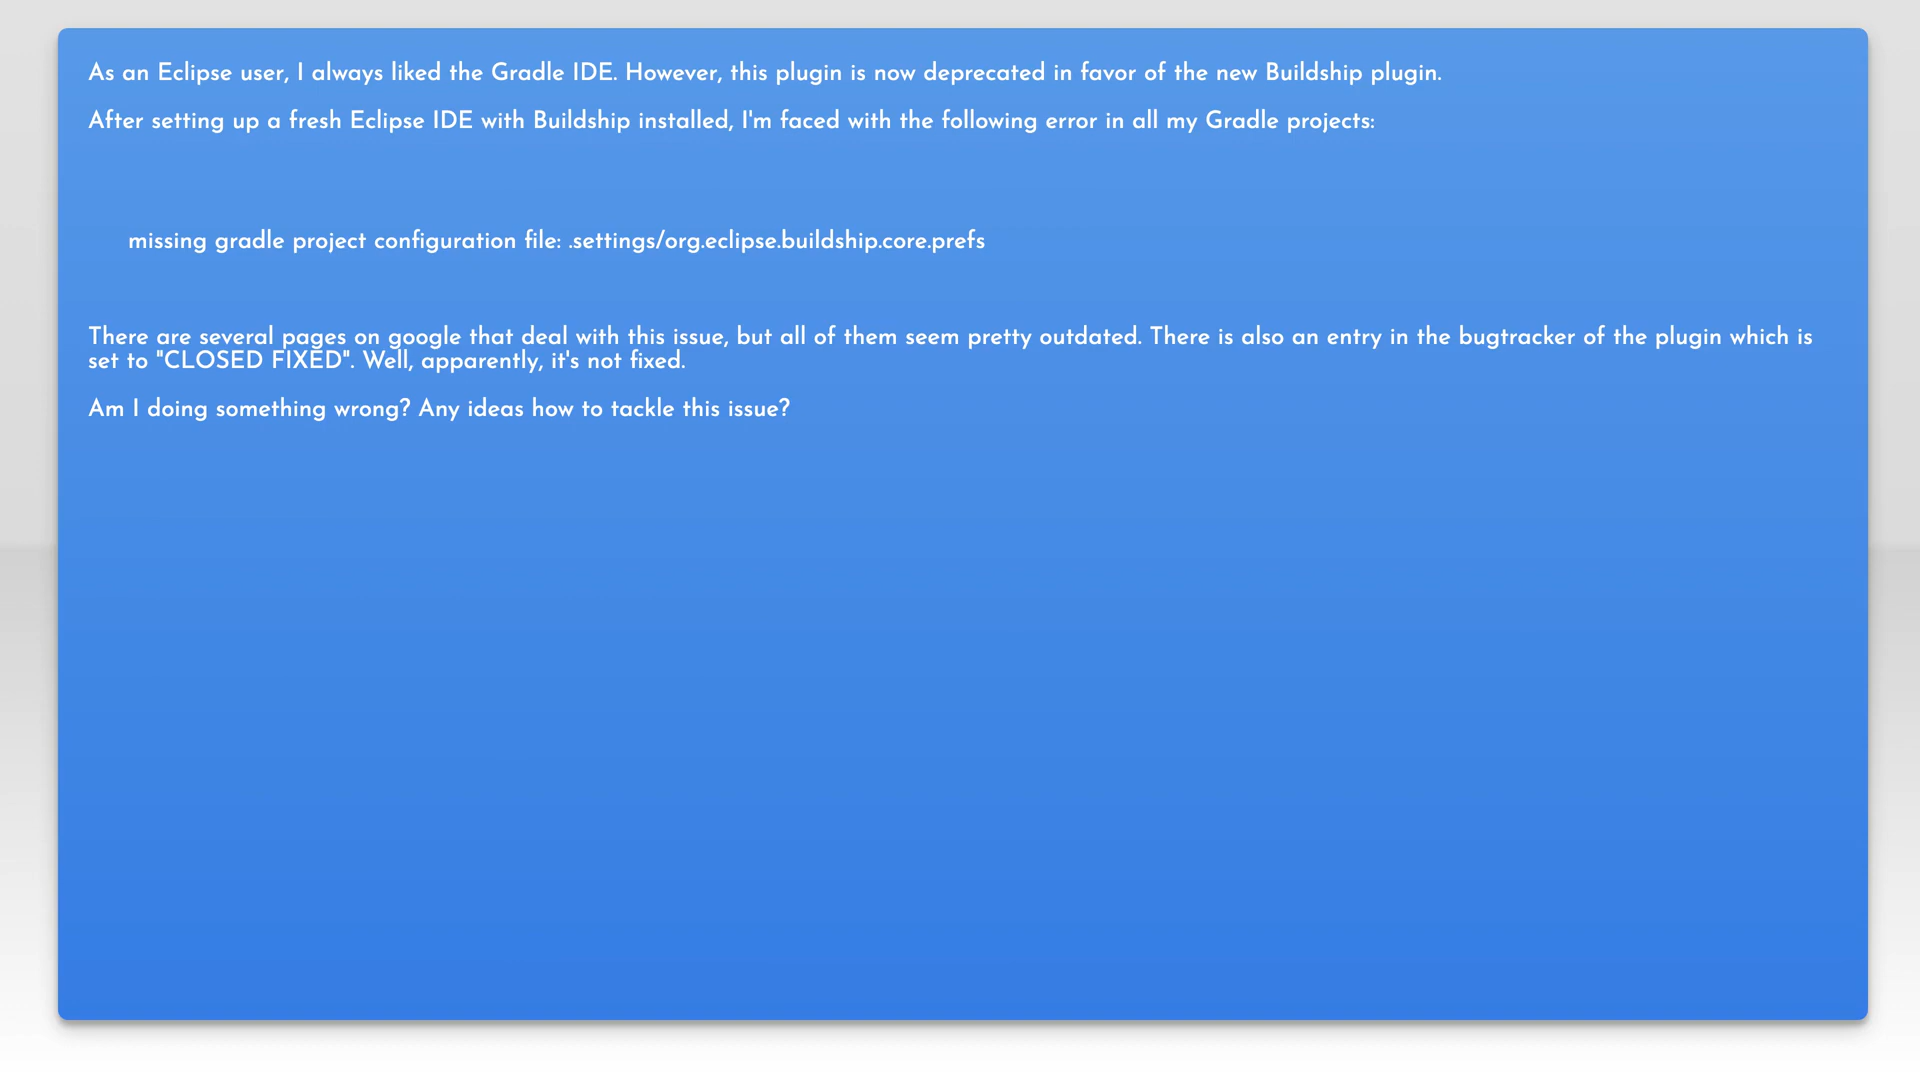 As an Eclipse user, I always liked the Gradle IDE. However, this plugin is now deprecated in favor of the new Buildship plugin.
After setting up a fresh Eclipse IDE with Buildship installed, I'm faced with the following error in all my Gradle projects:
missing gradle project configuration file: .settings/org.eclipse.buildship.core.prefs
There are several pages on google that deal with this issue, but all of them seem pretty outdated. There is also an entry in the bugtracker of the plugin which is
set to "CLOSED FIXED". Well, apparently, it's not fixed.
Am I doing something wrong? Any ideas how to tackle this issue?